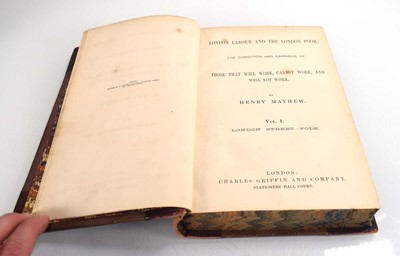 LONDON LABOUR AND THE LONDON POOR;
THE CONDITION AND EARNINGS OF
THOSE THAT WILL WORK, CANNOT WORK, AND
WILL NOT WORK.
BY
HENRY MAYHEW.
VOL. I.
LONDON STREET-FOLK.
LONDON:
CHARLES GRIFFIN AND COMPANY,
STATIONERS' HALL COURT.